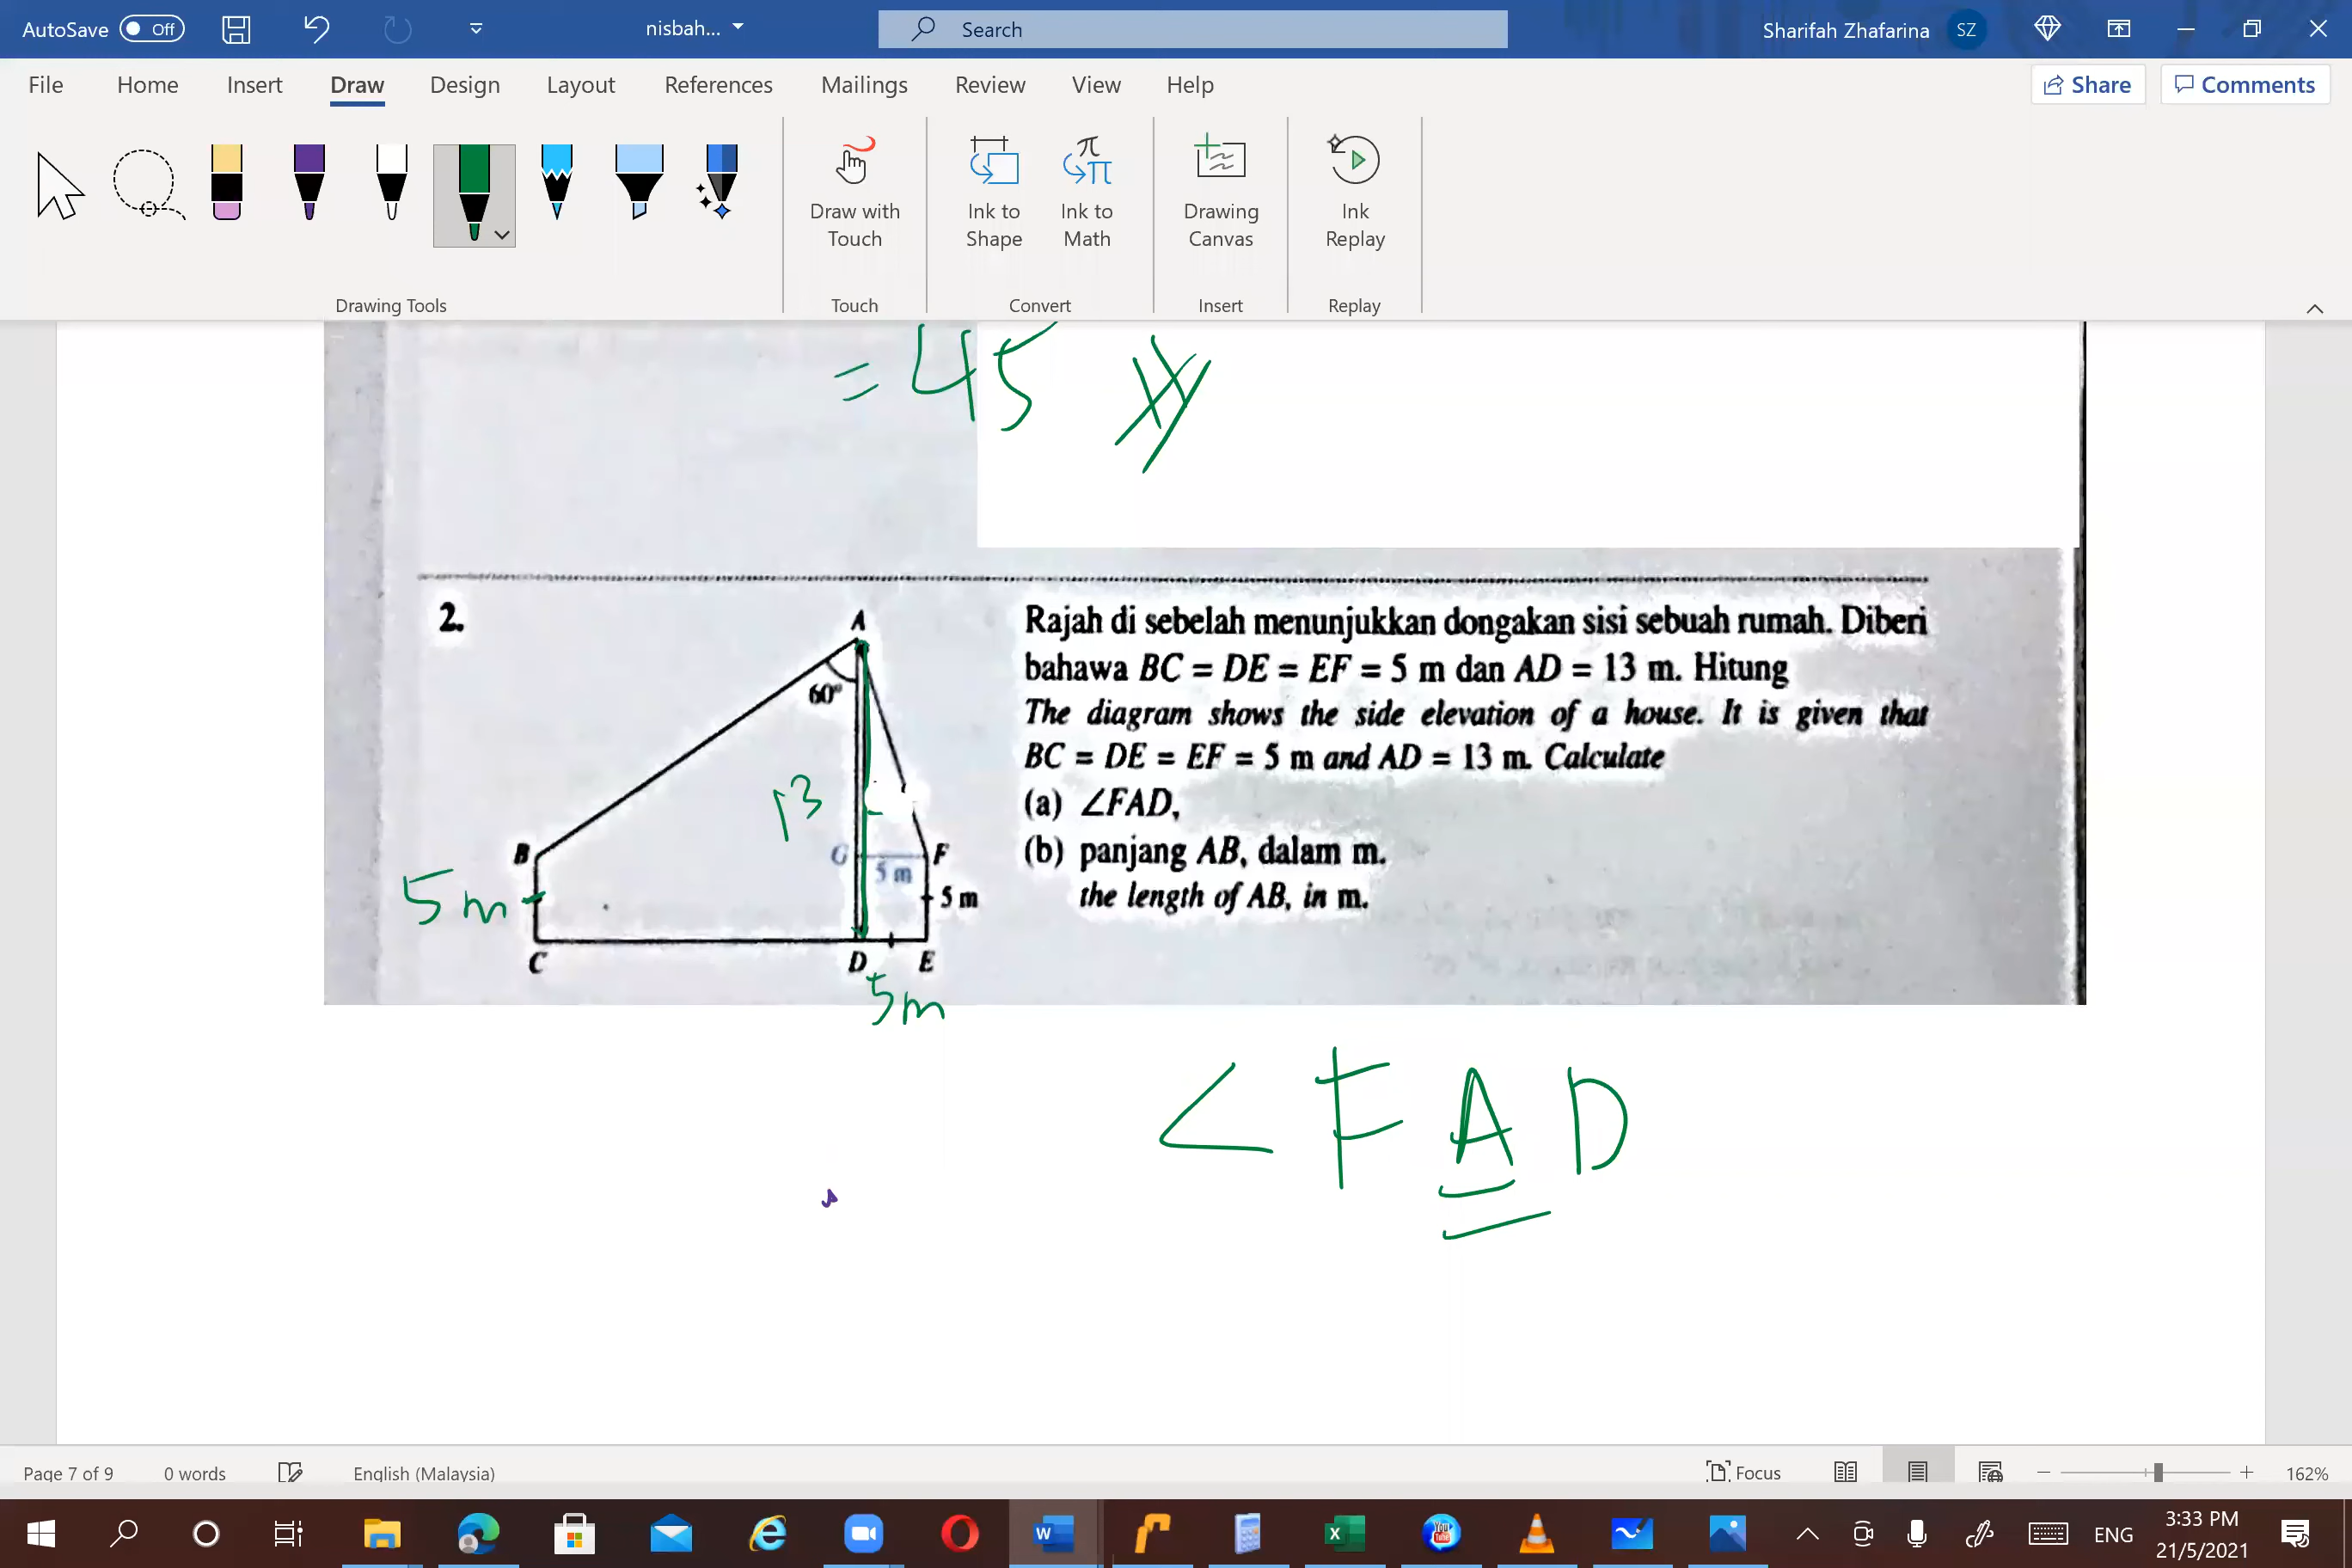 AutoSave Off nisbah... Search Sharifah Zhafarina SZ
File Home Insert Draw Design Layout References Mailings Review View Help Share Comments
Draw with Touch
Ink to Shape
Ink to Math
Drawing Canvas
Ink Replay
Drawing Tools Touch Convert Insert Replay
= 45
2.
A
60°
13
B
G
F
5 m
5 m
5 m
C
D
E
5 m
Rajah di sebelah menunjukkan dongakan sisi sebuah rumah. Diberi
bahawa BC = DE = EF = 5 m dan AD = 13 m. Hitung
The diagram shows the side elevation of a house. It is given that
BC = DE = EF = 5 m and AD = 13 m. Calculate
(a) ∠FAD,
(b) panjang AB, dalam m.
the length of AB, in m.
∠FAD
Page 7 of 9 0 words English (Malaysia) Focus 162%
ENG 3:33 PM
21/5/2021